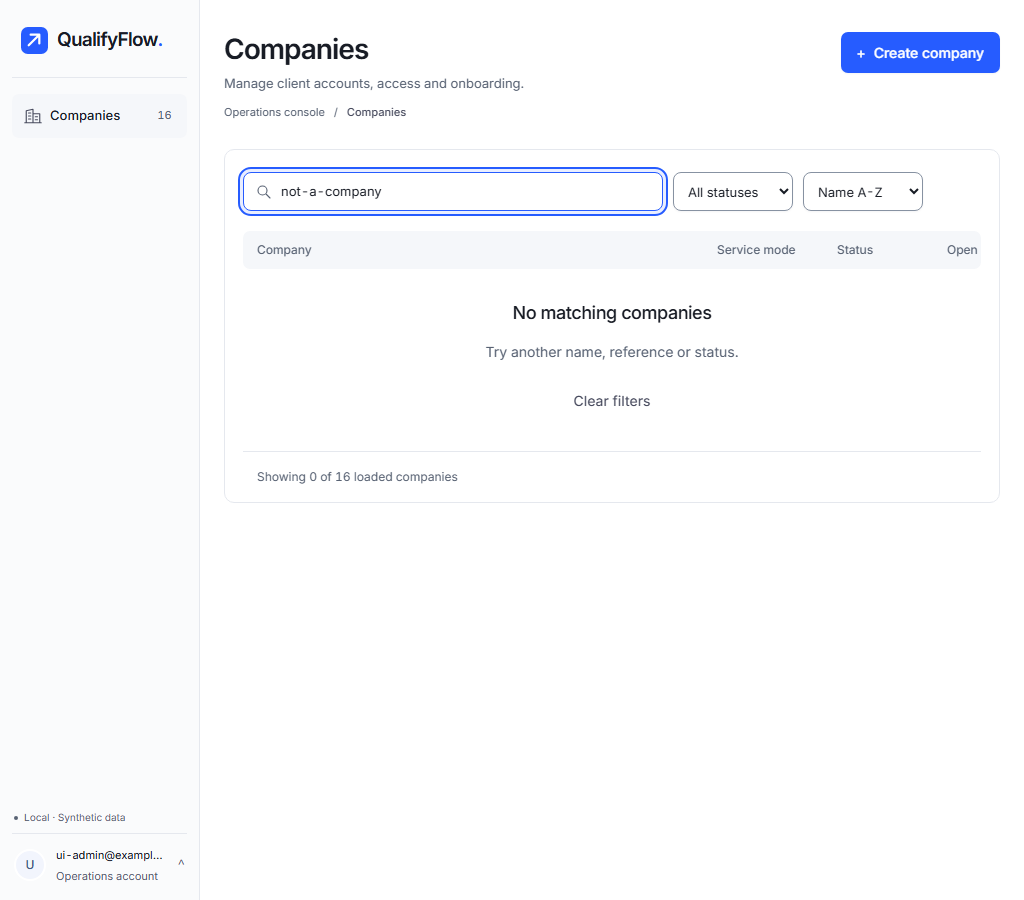 QualifyFlow.
Companies 16
Local · Synthetic data
U
ui-admin@exampl...
Operations account
^
Companies
Manage client accounts, access and onboarding.
Operations console / Companies
+ Create company
not-a-company
All statuses
Name A-Z
Company Service mode Status Open
No matching companies
Try another name, reference or status.
Clear filters
Showing 0 of 16 loaded companies